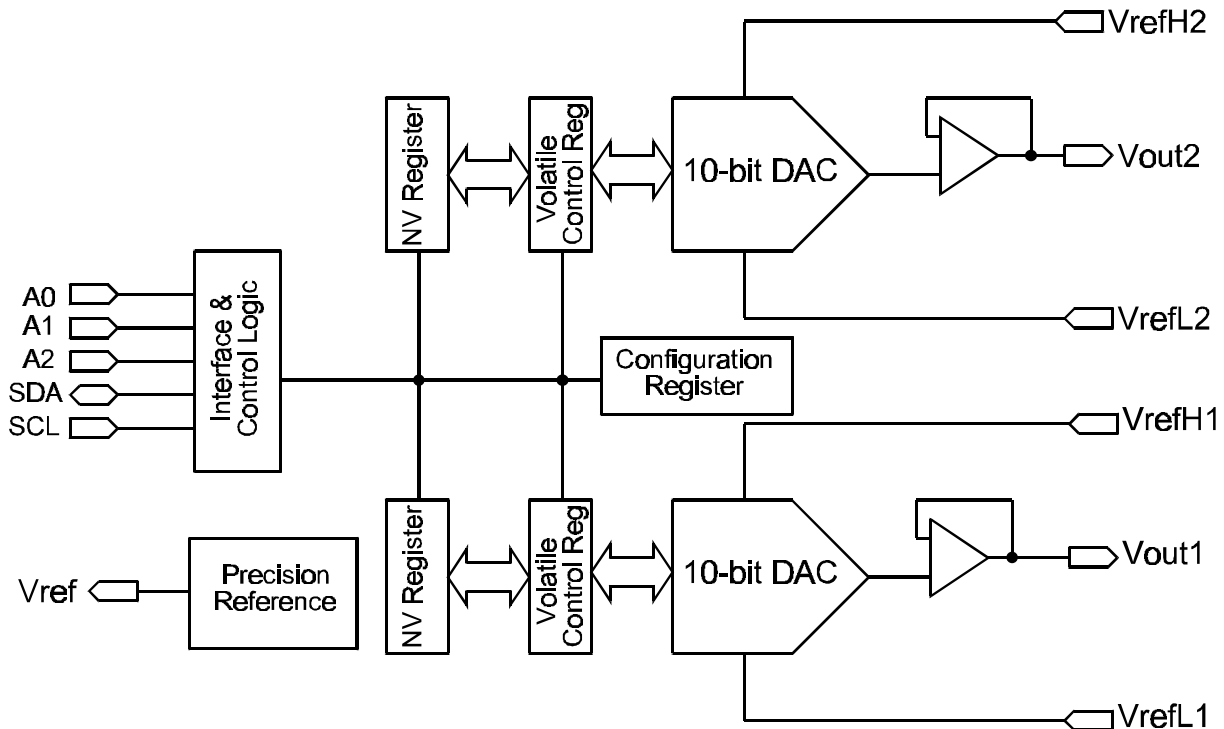 VrefH2
NV Register
Volatile
Control Reg
10-bit DAC
Vout2
VrefL2
A0
A1
A2
SDA
SCL
Interface &
Control Logic
Configuration
Register
VrefH1
NV Register
Volatile
Control Reg
10-bit DAC
Vout1
Vref
Precision
Reference
VrefL1